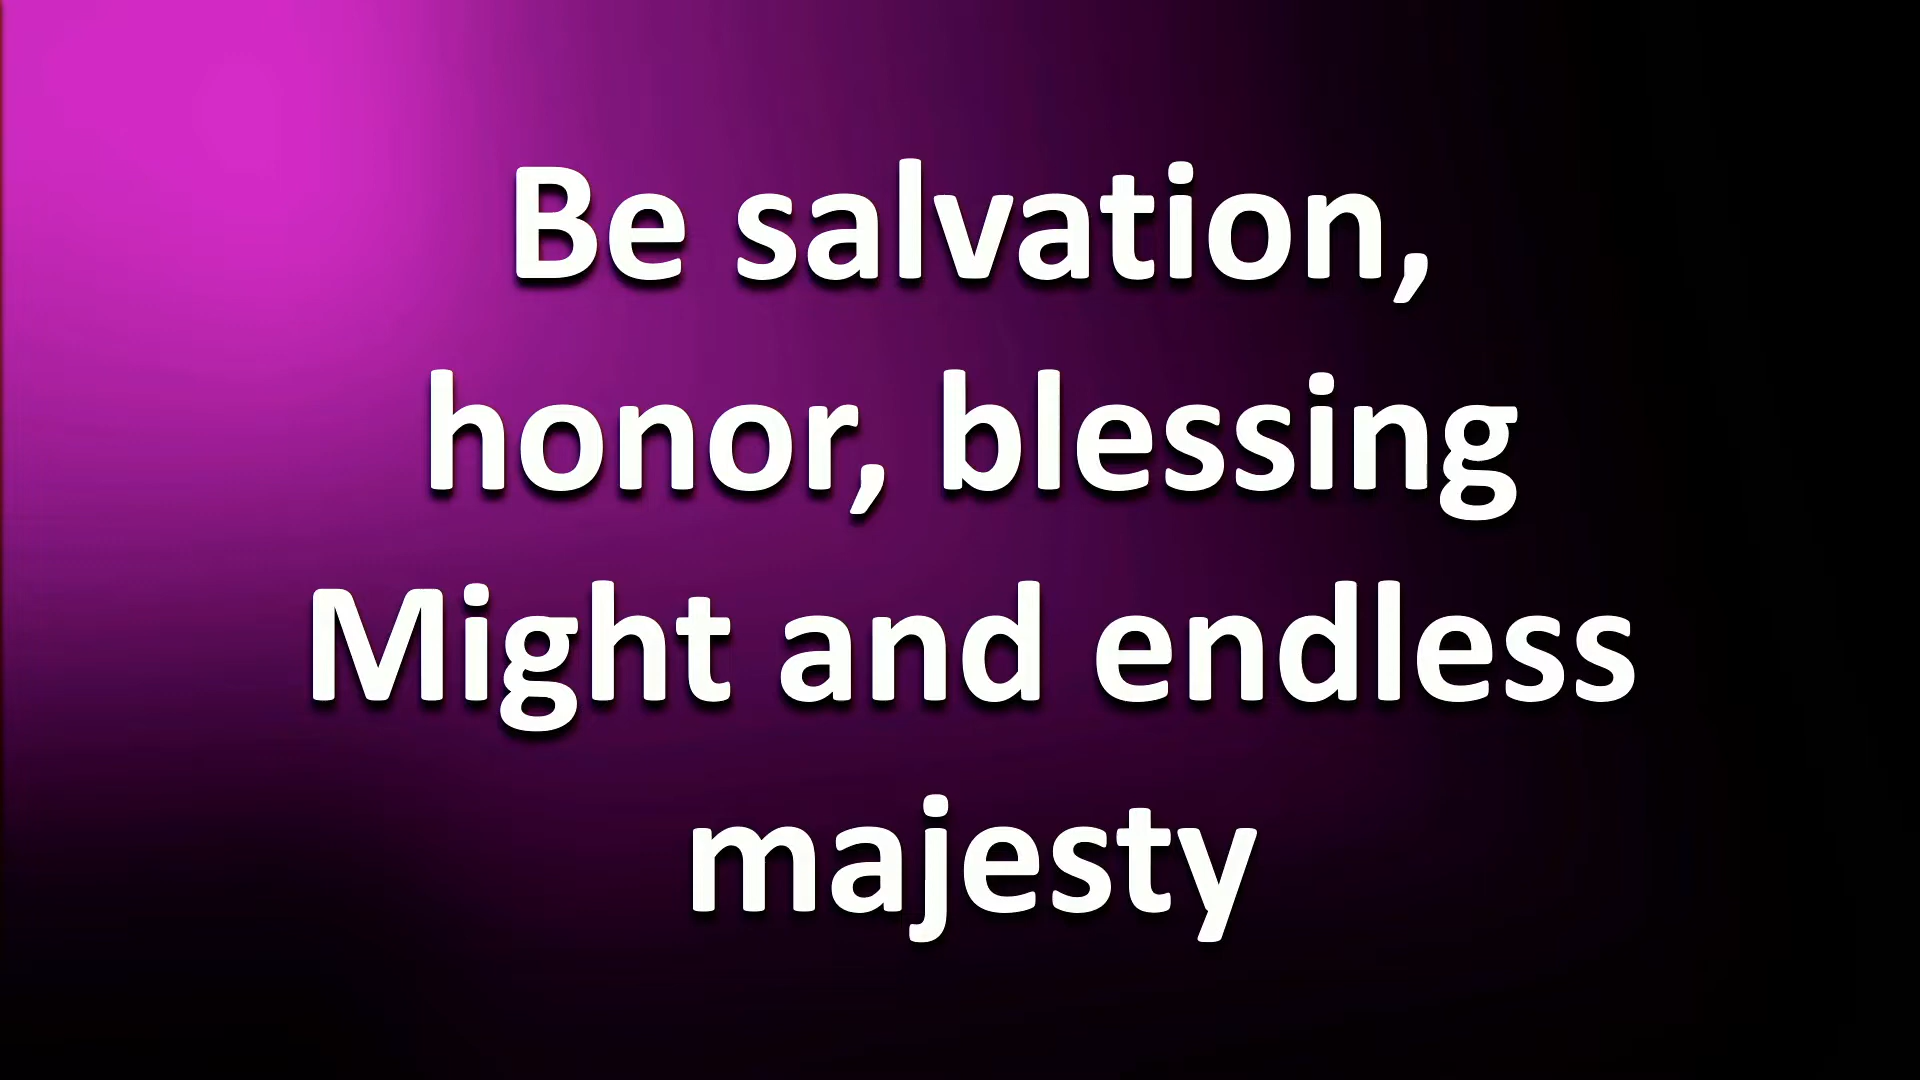 Be salvation,
honor, blessing
Might and endless
majesty